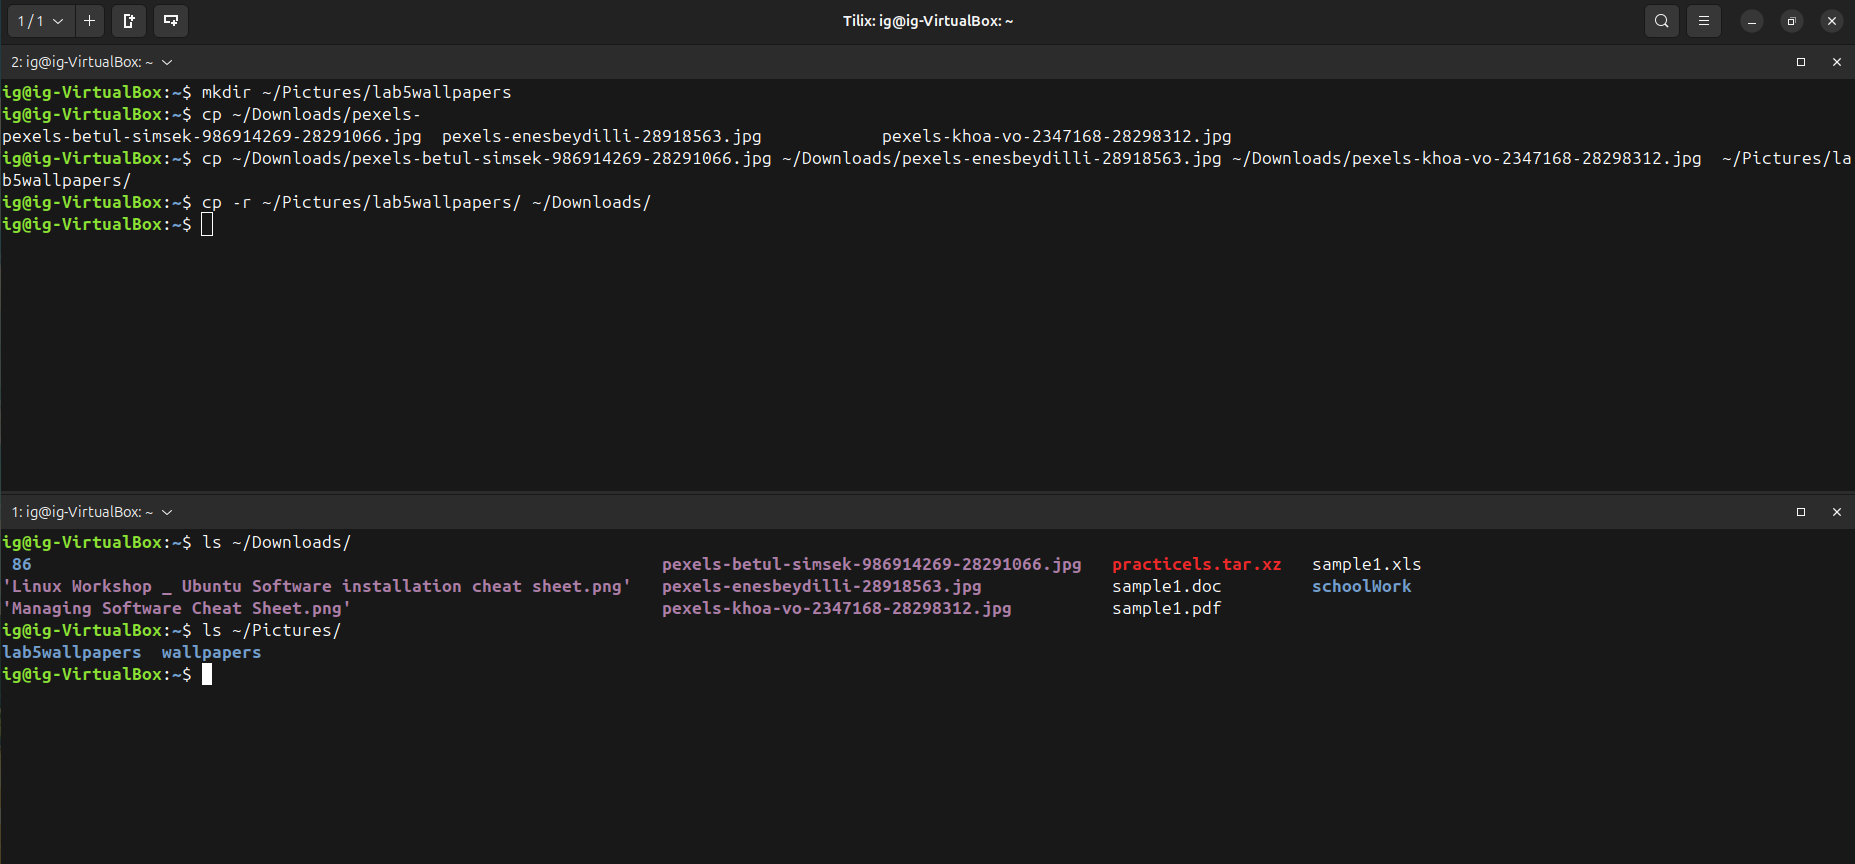 1 / 1
Tilix: ig@ig-VirtualBox: ~
2: ig@ig-VirtualBox: ~
ig@ig-VirtualBox:~$ mkdir ~/Pictures/lab5wallpapers
ig@ig-VirtualBox:~$ cp ~/Downloads/pexels-
pexels-betul-simsek-986914269-28291066.jpg  pexels-enesbeydilli-28918563.jpg            pexels-khoa-vo-2347168-28298312.jpg
ig@ig-VirtualBox:~$ cp ~/Downloads/pexels-betul-simsek-986914269-28291066.jpg ~/Downloads/pexels-enesbeydilli-28918563.jpg ~/Downloads/pexels-khoa-vo-2347168-28298312.jpg  ~/Pictures/la
b5wallpapers/
ig@ig-VirtualBox:~$ cp -r ~/Pictures/lab5wallpapers/ ~/Downloads/
ig@ig-VirtualBox:~$
1: ig@ig-VirtualBox: ~
ig@ig-VirtualBox:~$ ls ~/Downloads/
 86                                                               pexels-betul-simsek-986914269-28291066.jpg   practicels.tar.xz   sample1.xls
'Linux Workshop _ Ubuntu Software installation cheat sheet.png'   pexels-enesbeydilli-28918563.jpg             sample1.doc         schoolWork
'Managing Software Cheat Sheet.png'                               pexels-khoa-vo-2347168-28298312.jpg          sample1.pdf
ig@ig-VirtualBox:~$ ls ~/Pictures/
lab5wallpapers  wallpapers
ig@ig-VirtualBox:~$